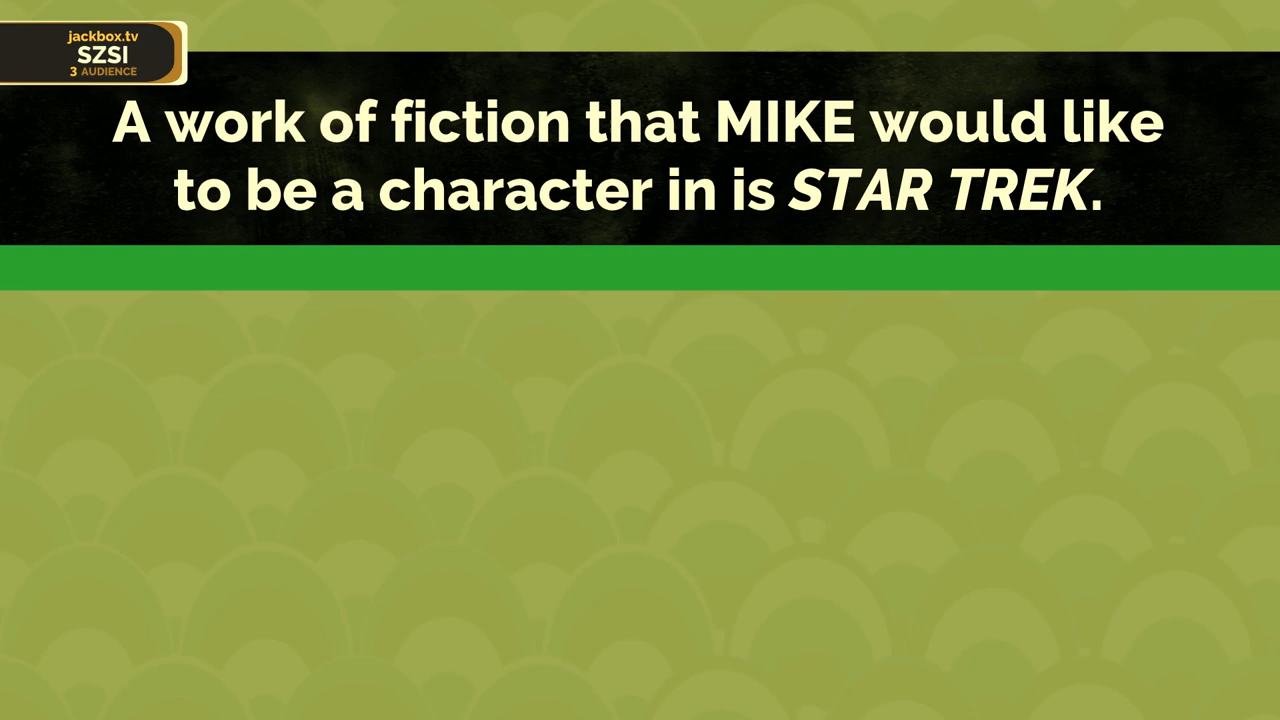 jackbox.tv
SZSI
3 AUDIENCE
A work of fiction that MIKE would like
to be a character in is STAR TREK.